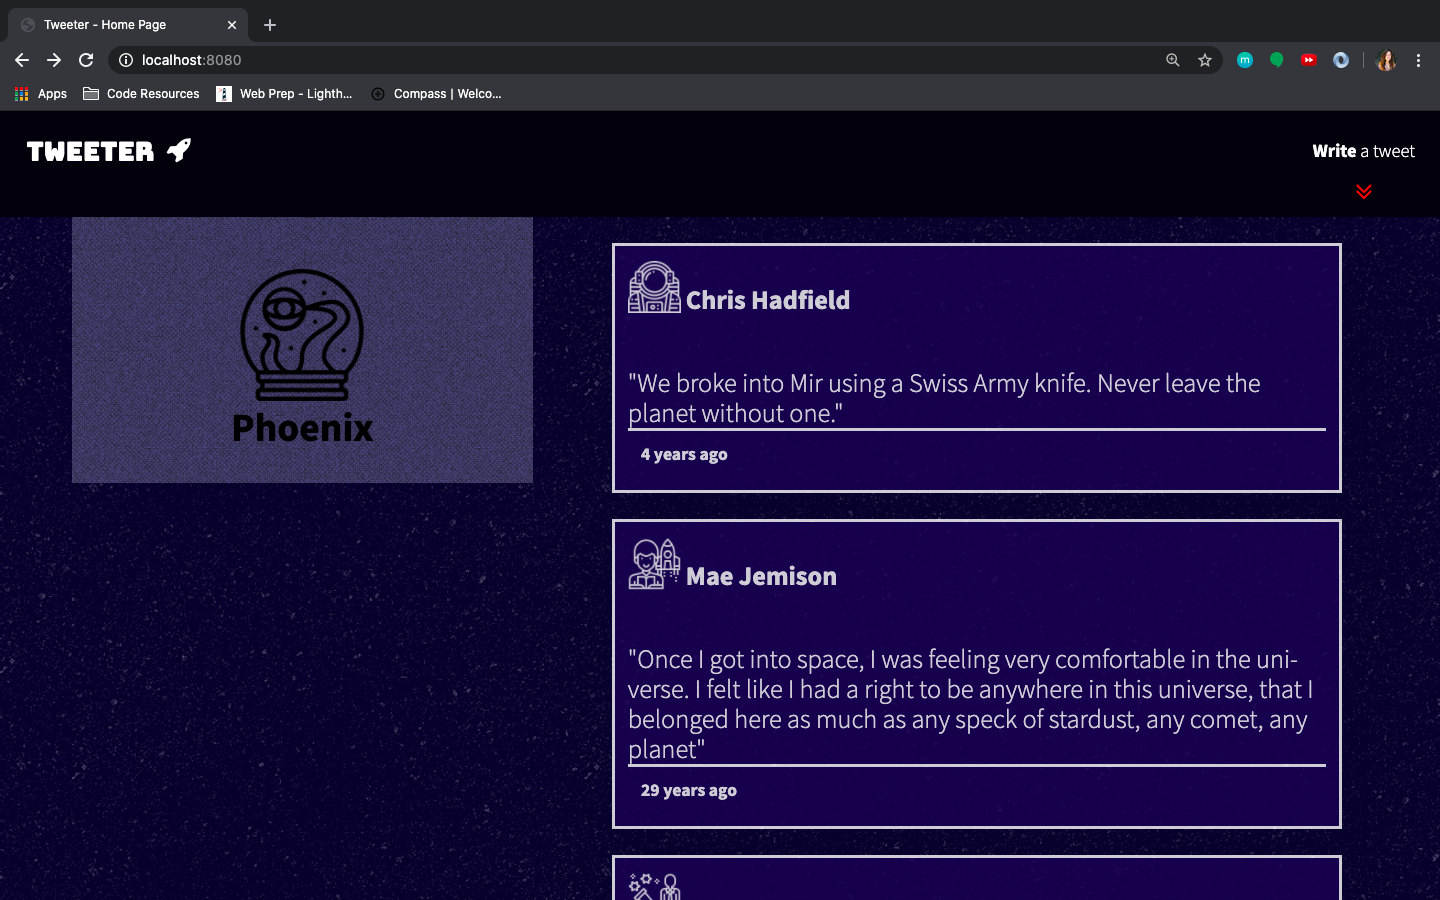 Tweeter - Home Page
localhost:8080
Apps
Code Resources
Web Prep - Lighth...
Compass | Welco...
TWEETER
Write a tweet
Phoenix
Chris Hadfield
"We broke into Mir using a Swiss Army knife. Never leave the
planet without one."
4 years ago
Mae Jemison
"Once I got into space, I was feeling very comfortable in the uni-
verse. I felt like I had a right to be anywhere in this universe, that I
belonged here as much as any speck of stardust, any comet, any
planet"
29 years ago